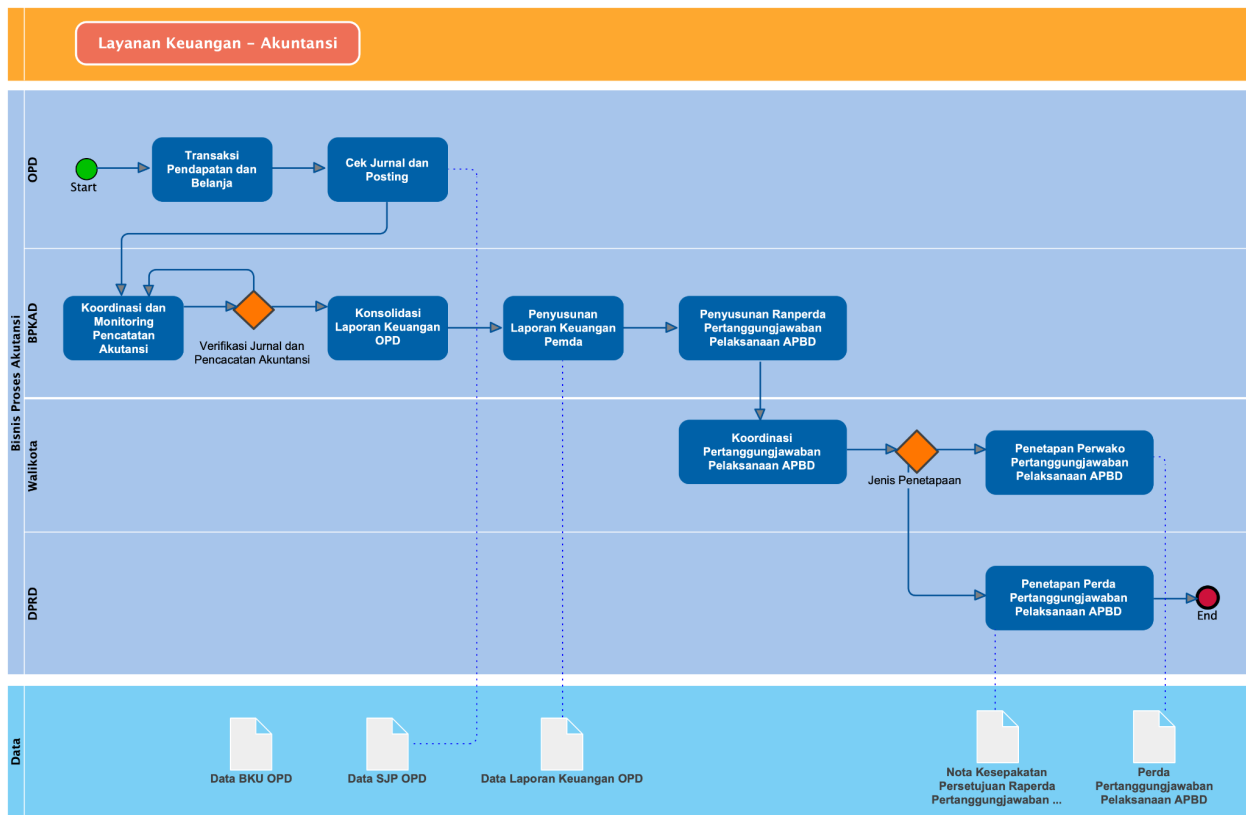 Layanan Keuangan - Akuntansi
Bisnis Proses Akutansi
OPD
Start
Transaksi
Pendapatan dan
Belanja
Cek Jurnal dan
Posting
BPKAD
Koordinasi dan
Monitoring
Pencatatan
Akutansi
Verifikasi Jurnal dan
Pencacatan Akuntansi
Konsolidasi
Laporan Keuangan
OPD
Penyusunan
Laporan Keuangan
Pemda
Penyusunan Ranperda
Pertanggungjawaban
Pelaksanaan APBD
Walikota
Koordinasi
Pertanggungjawaban
Pelaksanaan APBD
Jenis Penetapaan
Penetapan Perwako
Pertanggungjawaban
Pelaksanaan APBD
DPRD
Penetapan Perda
Pertanggungjawaban
Pelaksanaan APBD
End
Data
Data BKU OPD
Data SJP OPD
Data Laporan Keuangan OPD
Nota Kesepakatan
Persetujuan Raperda
Pertanggungjawaban ...
Perda
Pertanggungjawaban
Pelaksanaan APBD